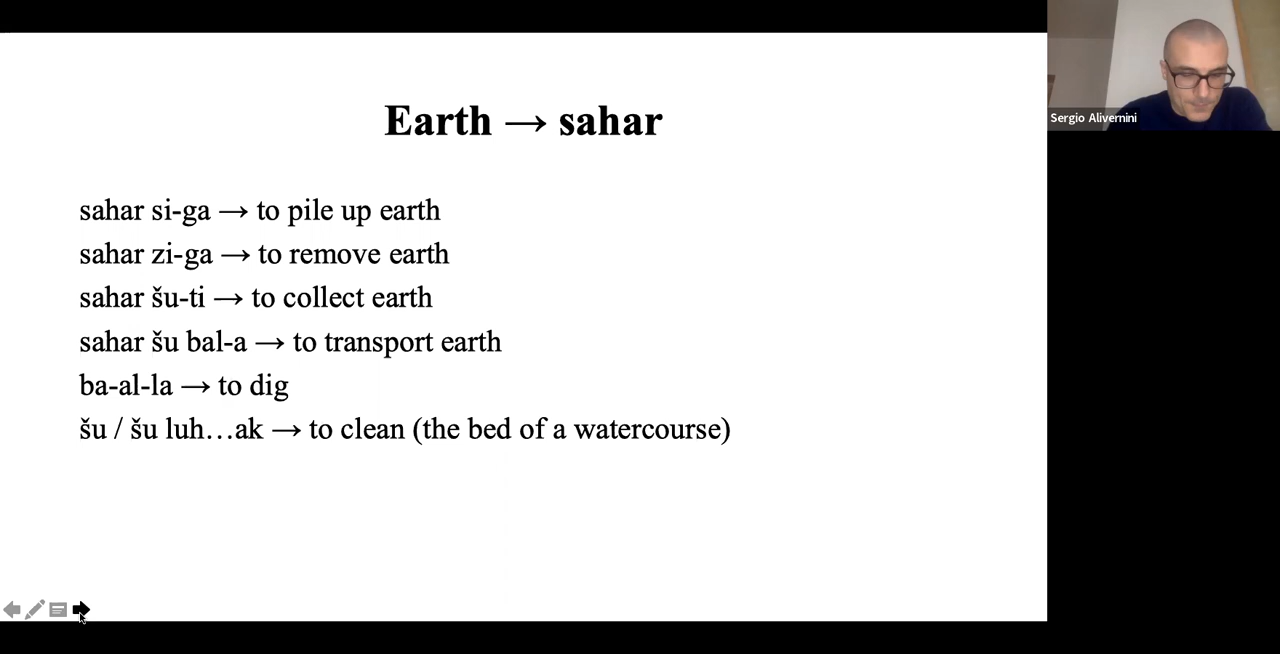 Earth → sahar
sahar si-ga → to pile up earth
sahar zi-ga → to remove earth
sahar šu-ti → to collect earth
sahar šu bal-a → to transport earth
ba-al-la → to dig
šu / šu luh…ak → to clean (the bed of a watercourse)
Sergio Alivernini